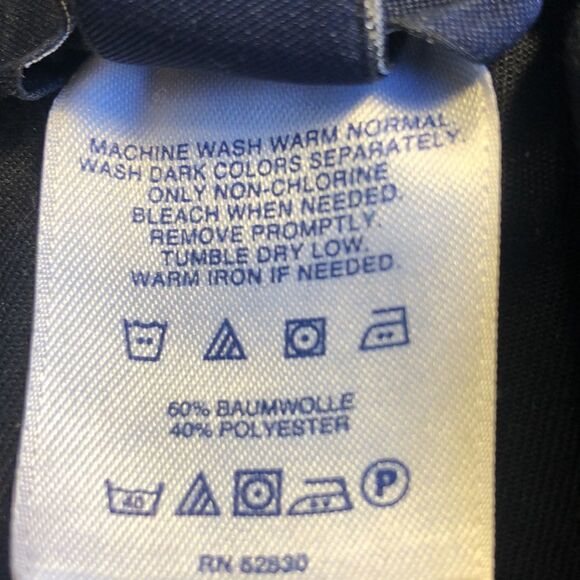 MACHINE WASH WARM NORMAL.
WASH DARK COLORS SEPARATELY.
ONLY NON-CHLORINE
BLEACH WHEN NEEDED.
REMOVE PROMPTLY.
TUMBLE DRY LOW.
WARM IRON IF NEEDED.
60% BAUMWOLLE
40% POLYESTER
40 P
RN 52830